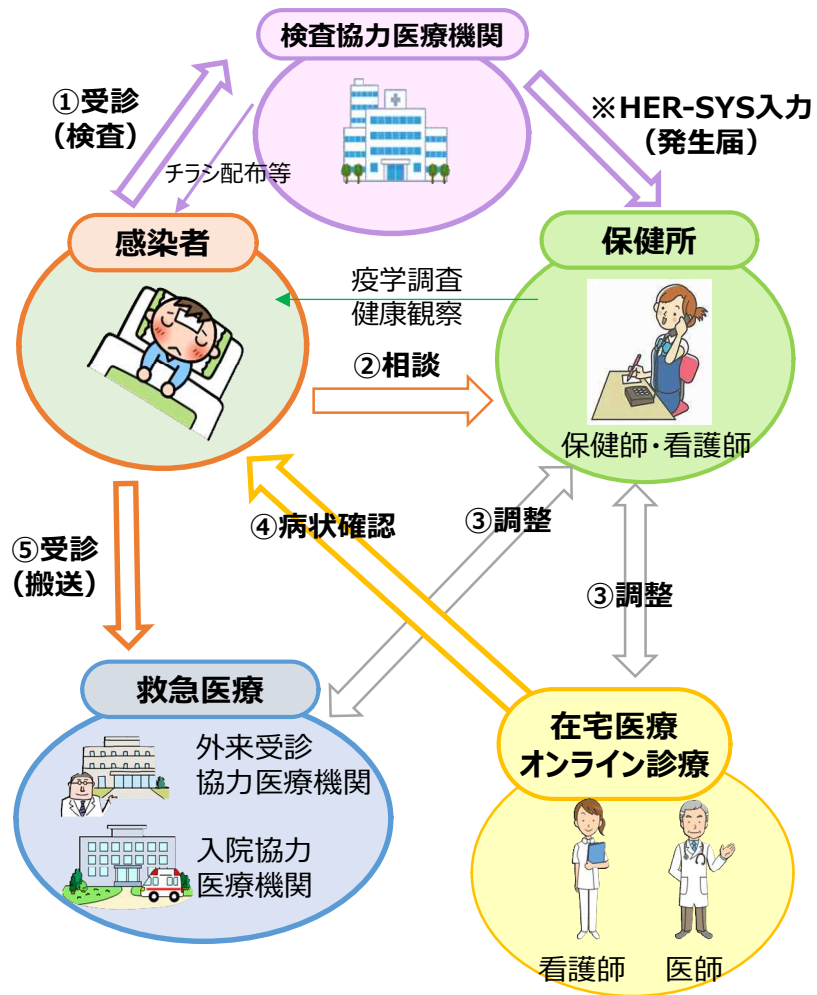 検査協力医療機関
①受診
(検査)
※HER-SYS入力
(発生届)
チラシ配布等
感染者
保健所
疫学調査
健康観察
②相談
保健師・看護師
④病状確認
③調整
⑤受診
(搬送)
③調整
救急医療
外来受診
協力医療機関
入院協力
医療機関
在宅医療
オンライン診療
看護師
医師